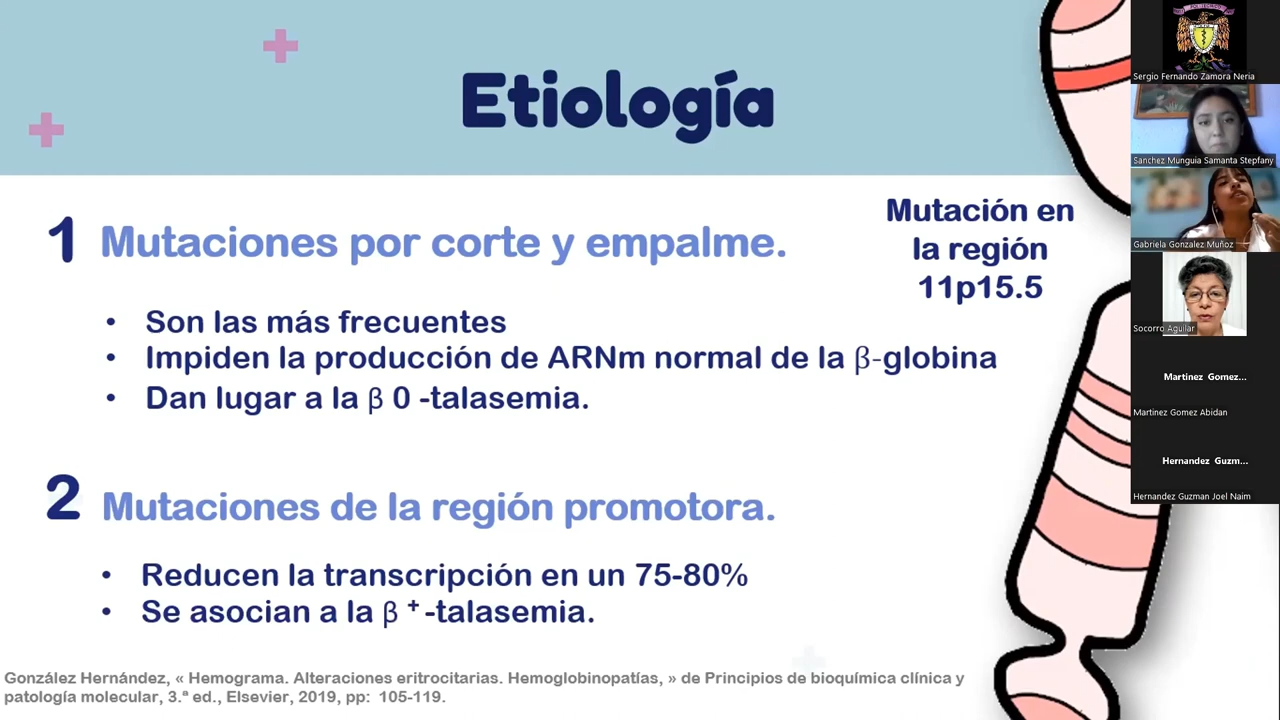 Etiología
Mutación en
la región
11p15.5
1 Mutaciones por corte y empalme.
• Son las más frecuentes
• Impiden la producción de ARNm normal de la β-globina
• Dan lugar a la β 0 -talasemia.
2 Mutaciones de la región promotora.
• Reducen la transcripción en un 75-80%
• Se asocian a la β ⁺-talasemia.
González Hernández, « Hemograma. Alteraciones eritrocitarias. Hemoglobinopatías, » de Principios de bioquímica clínica y
patología molecular, 3.ª ed., Elsevier, 2019, pp: 105-119.
Sergio Fernando Zamora Neria
Sanchez Munguia Samanta Stepfany
Gabriela Gonzalez Muñoz
Socorro Aguilar
Martinez Gomez...
Martinez Gomez Abidan
Hernandez Guzm...
Hernandez Guzman Joel Naim